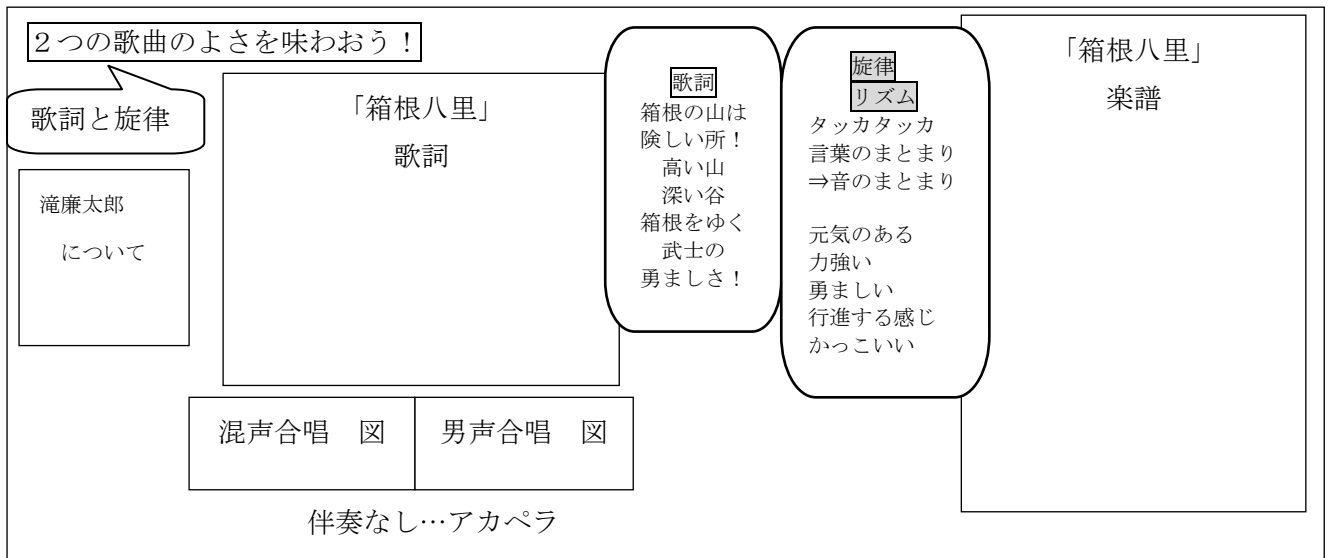 ２つの歌曲のよさを味わおう！
歌詞と旋律
滝廉太郎
について
「箱根八里」
歌詞
混声合唱　図
男声合唱　図
伴奏なし…アカペラ
歌詞
箱根の山は
険しい所！
高い山
深い谷
箱根をゆく
武士の
勇ましさ！
旋律
リズム
タッカタッカ
言葉のまとまり
⇒音のまとまり
元気のある
力強い
勇ましい
行進する感じ
かっこいい
「箱根八里」
楽譜